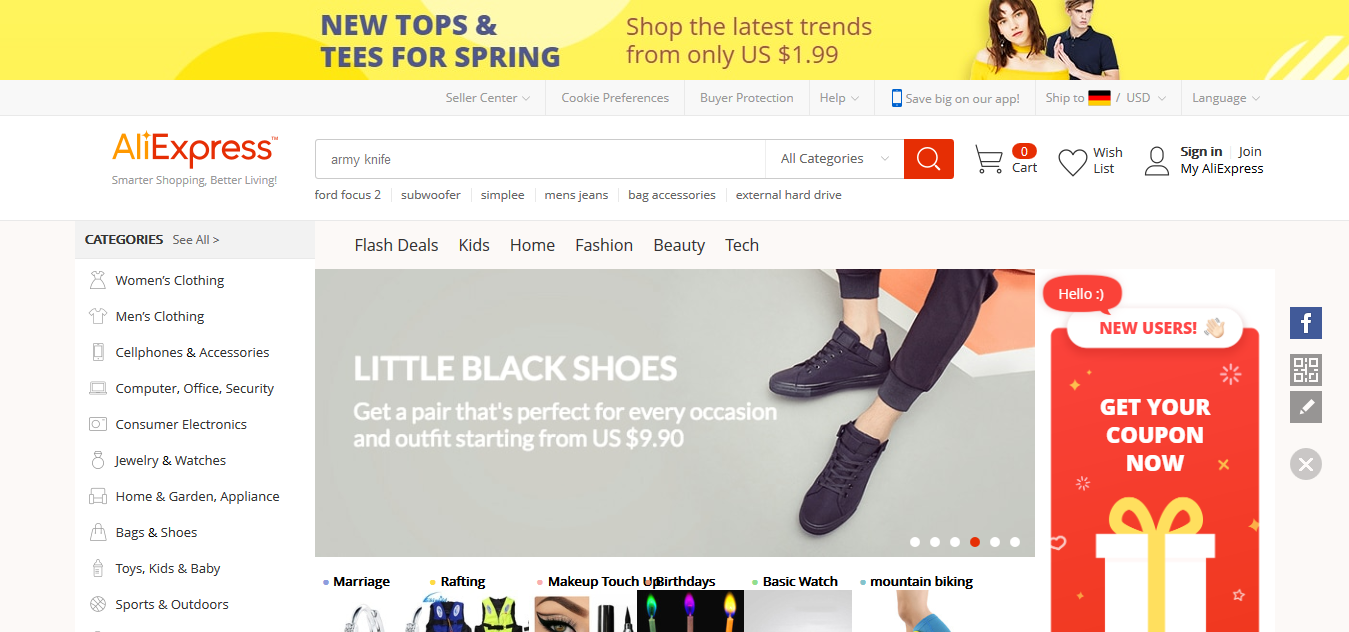 NEW TOPS &
TEES FOR SPRING
Shop the latest trends
from only US $1.99
Seller Center
Cookie Preferences
Buyer Protection
Help
Save big on our app!
Ship to / USD
Language
AliExpress™
Smarter Shopping, Better Living!
army knife
All Categories
0
Cart
Wish
List
Sign in
Join
My AliExpress
ford focus 2
subwoofer
simplee
mens jeans
bag accessories
external hard drive
CATEGORIES See All >
Women's Clothing
Men's Clothing
Cellphones & Accessories
Computer, Office, Security
Consumer Electronics
Jewelry & Watches
Home & Garden, Appliance
Bags & Shoes
Toys, Kids & Baby
Sports & Outdoors
Flash Deals
Kids
Home
Fashion
Beauty
Tech
LITTLE BLACK SHOES
Get a pair that's perfect for every occasion
and outfit starting from US $9.90
Hello :)
NEW USERS!
GET YOUR
COUPON
NOW
f
Marriage
Rafting
Makeup Touch Up
Birthdays
Basic Watch
mountain biking